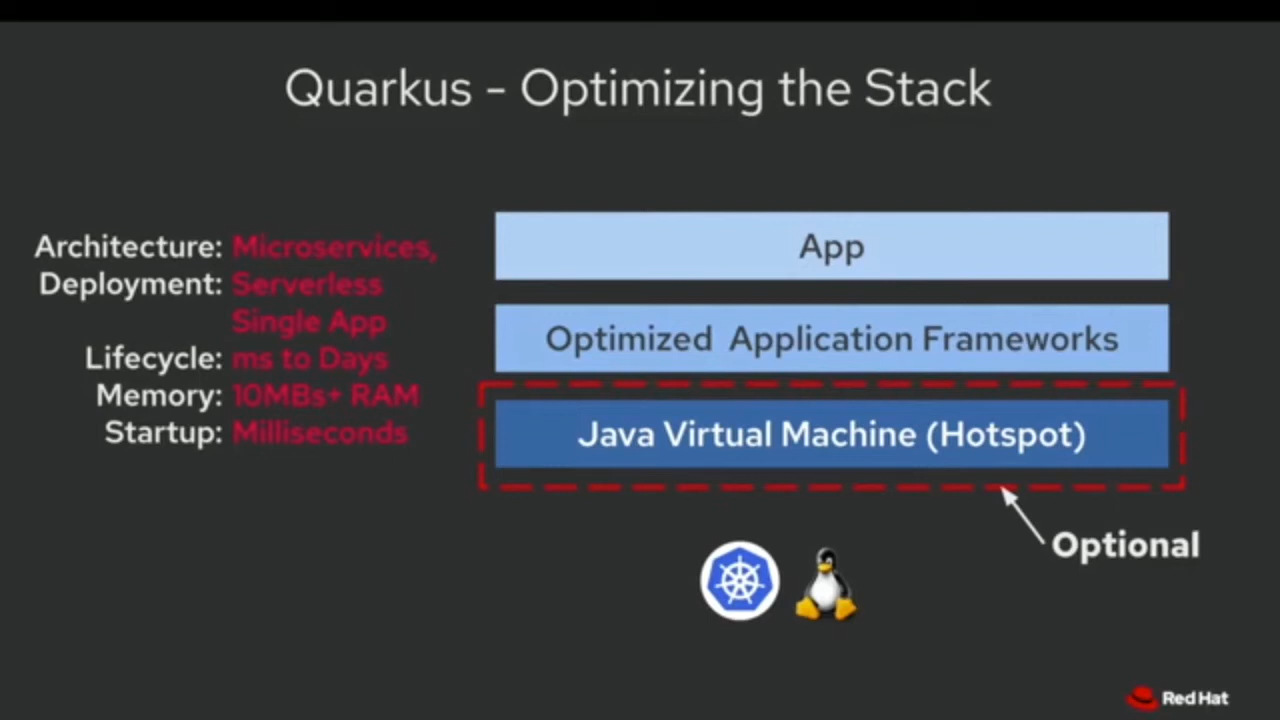 Quarkus - Optimizing the Stack
Architecture: Microservices,
Deployment: Serverless
Single App
Lifecycle: ms to Days
Memory: 10MBs+ RAM
Startup: Milliseconds
App
Optimized Application Frameworks
Java Virtual Machine (Hotspot)
Optional
Red Hat